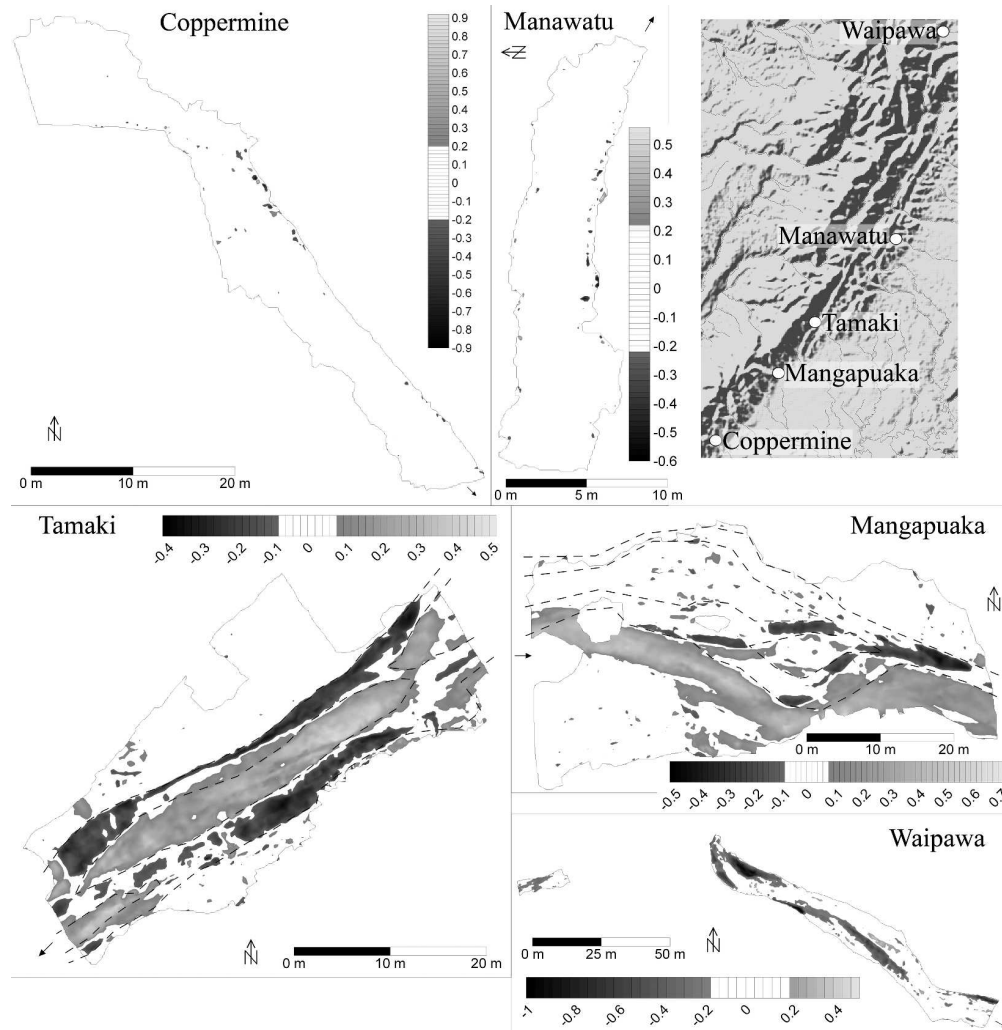 Coppermine
0.9
0.8
0.7
0.6
0.5
0.4
0.3
0.2
0.1
0
-0.1
-0.2
-0.3
-0.4
-0.5
-0.6
-0.7
-0.8
-0.9
N
0 m 10 m 20 m
Manawatu
N
0.5
0.4
0.3
0.2
0.1
0
-0.1
-0.2
-0.3
-0.4
-0.5
-0.6
0 m 5 m 10 m
Waipawa
Manawatu
Tamaki
Mangapuaka
Coppermine
Tamaki
-0.4 -0.3 -0.2 -0.1 0 0.1 0.2 0.3 0.4 0.5
N
0 m 10 m 20 m
Mangapuaka
N
0 m 10 m 20 m
-0.5 -0.4 -0.3 -0.2 -0.1 0 0.1 0.2 0.3 0.4 0.5 0.6 0.7
Waipawa
N
0 m 25 m 50 m
-1 -0.8 -0.6 -0.4 -0.2 0 0.2 0.4